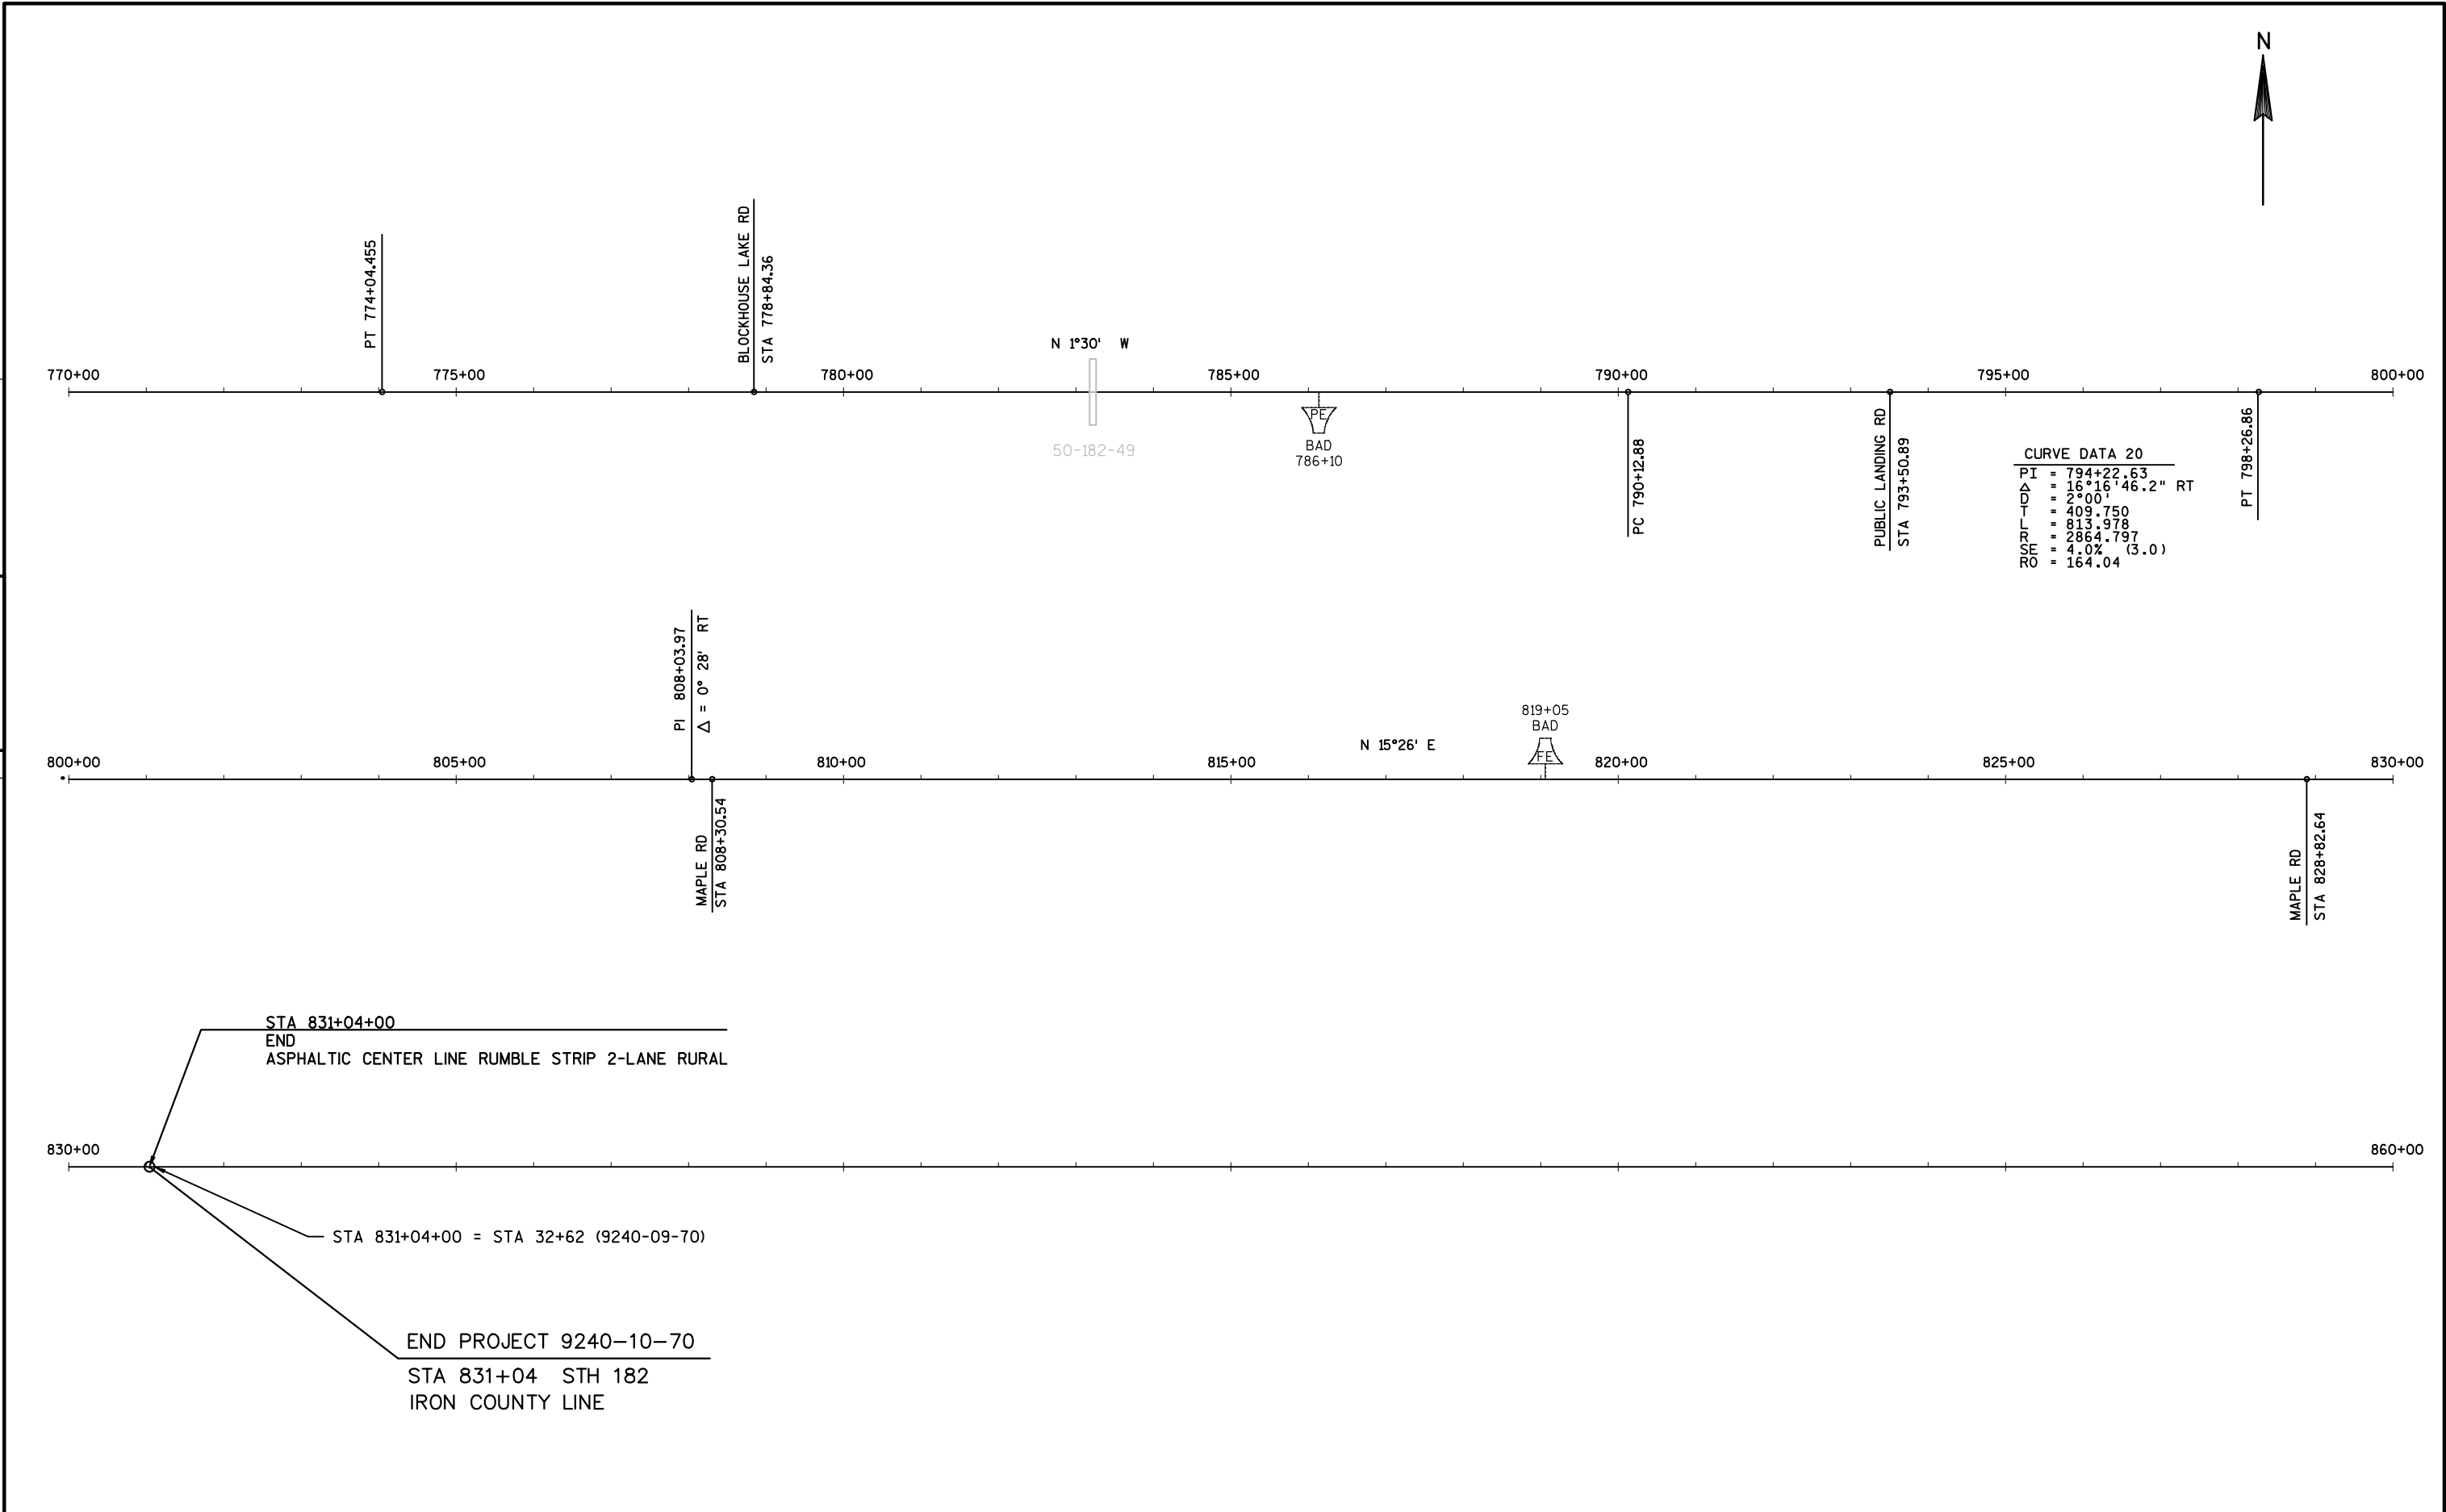 N
PT 774+04.455
BLOCKHOUSE LAKE RD
STA 778+84.36
N 1°30' W
770+00
775+00
780+00
785+00
790+00
795+00
800+00
50-182-49
PE
BAD
786+10
PC 790+12.88
PUBLIC LANDING RD
STA 793+50.89
CURVE DATA 20
PI = 794+22.63
Δ = 16°16'46.2" RT
D = 2°00'
T = 409.750
L = 813.978
R = 2864.797
SE = 4.0% (3.0)
RO = 164.04
PT 798+26.86
PI 808+03.97
Δ = 0° 28' RT
819+05
BAD
FE
N 15°26' E
800+00
805+00
810+00
815+00
820+00
825+00
830+00
MAPLE RD
STA 808+30.54
MAPLE RD
STA 828+82.64
STA 831+04+00
END
ASPHALTIC CENTER LINE RUMBLE STRIP 2-LANE RURAL
830+00
860+00
STA 831+04+00 = STA 32+62 (9240-09-70)
END PROJECT 9240-10-70
STA 831+04 STH 182
IRON COUNTY LINE